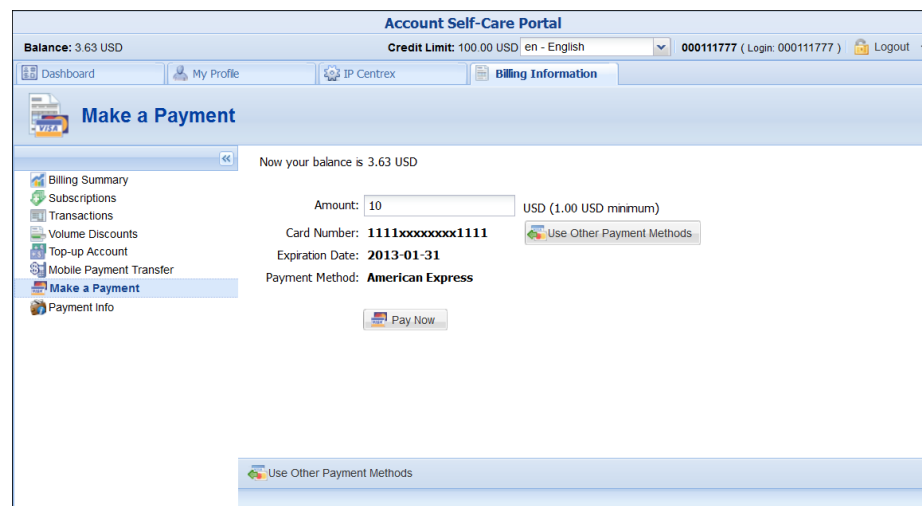 Account Self-Care Portal
Balance: 3.63 USD Credit Limit: 100.00 USD en - English 000111777 ( Login: 000111777 ) Logout
Dashboard My Profile IP Centrex Billing Information
VISA Make a Payment
Now your balance is 3.63 USD
Billing Summary
Subscriptions
Transactions
Volume Discounts
Top-up Account
Mobile Payment Transfer
Make a Payment
Payment Info
Amount: 10 USD (1.00 USD minimum)
Card Number: 1111xxxxxxxx1111 Use Other Payment Methods
Expiration Date: 2013-01-31
Payment Method: American Express
Pay Now
Use Other Payment Methods